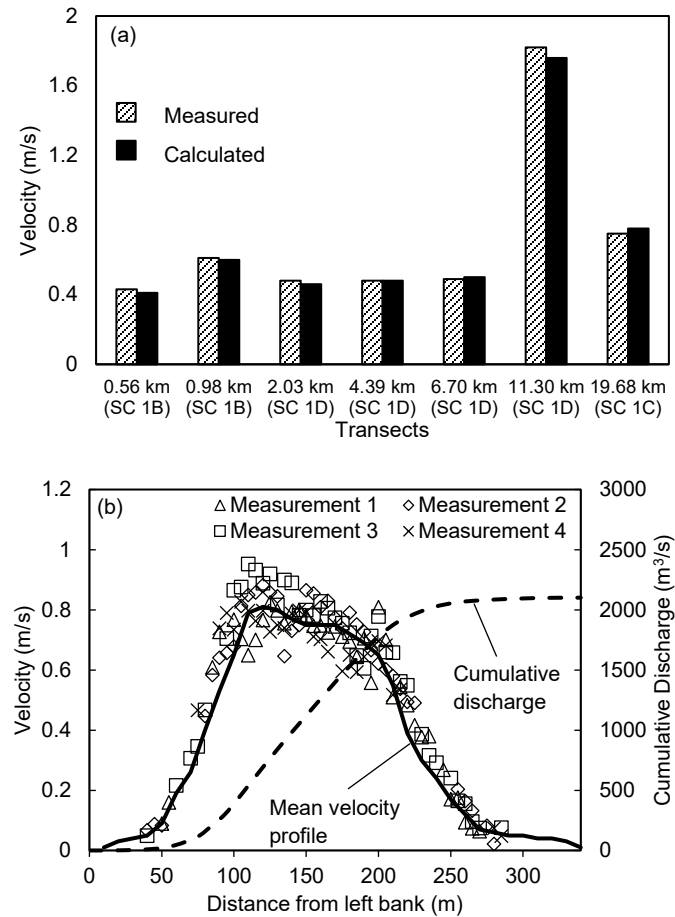 (a)
2
1.6
1.2
0.8
0.4
0
Velocity (m/s)
Measured
Calculated
0.56 km 0.98 km 2.03 km 4.39 km 6.70 km 11.30 km 19.68 km
(SC 1B) (SC 1B) (SC 1D) (SC 1D) (SC 1D) (SC 1D) (SC 1C)
Transects
(b)
Measurement 1 Measurement 2
Measurement 3 Measurement 4
1.2
1
0.8
0.6
0.4
0.2
0
Velocity (m/s)
3000
2500
2000
1500
1000
500
0
Cumulative Discharge (m³/s)
Cumulative
discharge
Mean velocity
profile
0 50 100 150 200 250 300
Distance from left bank (m)